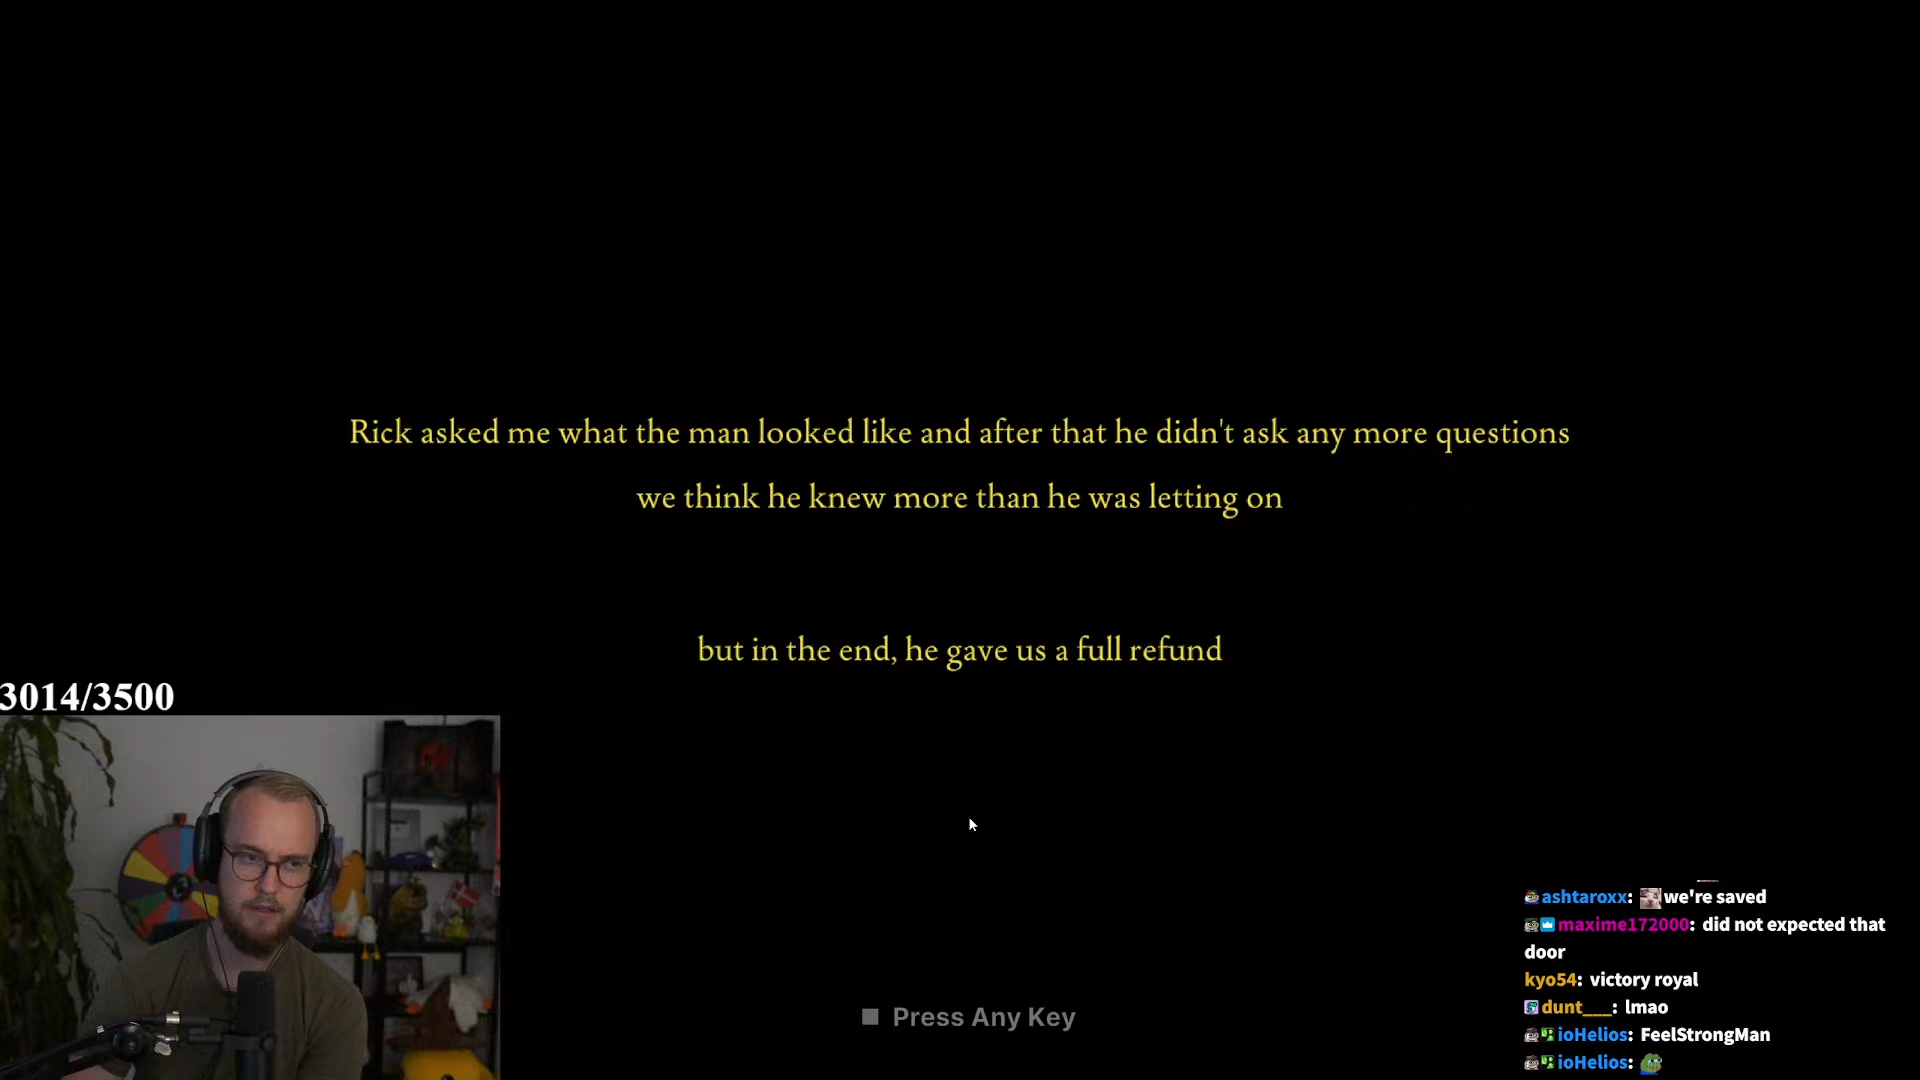 Rick asked me what the man looked like and after that he didn't ask any more questions
we think he knew more than he was letting on
but in the end, he gave us a full refund
3014/3500
Press Any Key
ashtaroxx: we're saved
maxime172000: did not expected that
door
kyo54: victory royal
dunt___: lmao
ioHelios: FeelStrongMan
ioHelios: